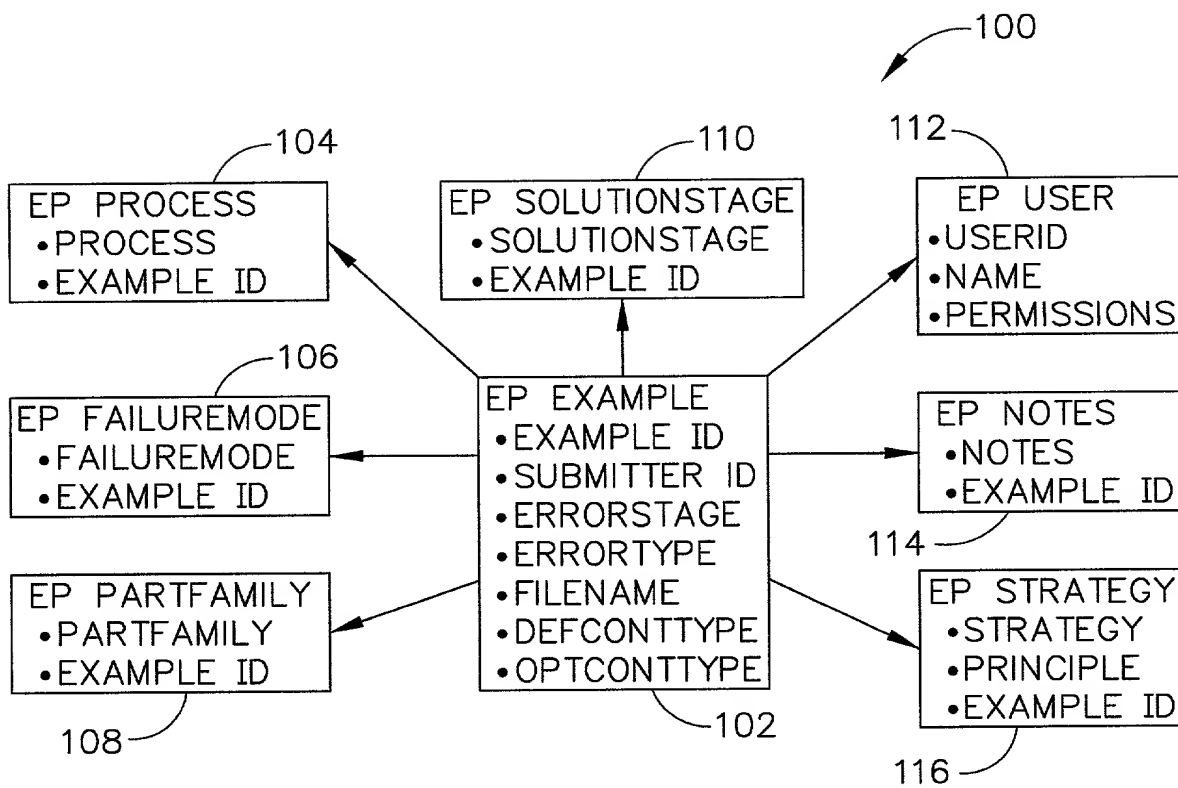 100
104
EP PROCESS
•PROCESS
•EXAMPLE ID
110
EP SOLUTIONSTAGE
•SOLUTIONSTAGE
•EXAMPLE ID
112
EP USER
•USERID
•NAME
•PERMISSIONS
106
EP FAILUREMODE
•FAILUREMODE
•EXAMPLE ID
EP EXAMPLE
•EXAMPLE ID
•SUBMITTER ID
•ERRORSTAGE
•ERRORTYPE
•FILENAME
•DEFCONTTYPE
•OPTCONTTYPE
102
EP NOTES
•NOTES
•EXAMPLE ID
114
EP PARTFAMILY
•PARTFAMILY
•EXAMPLE ID
108
EP STRATEGY
•STRATEGY
•PRINCIPLE
•EXAMPLE ID
116